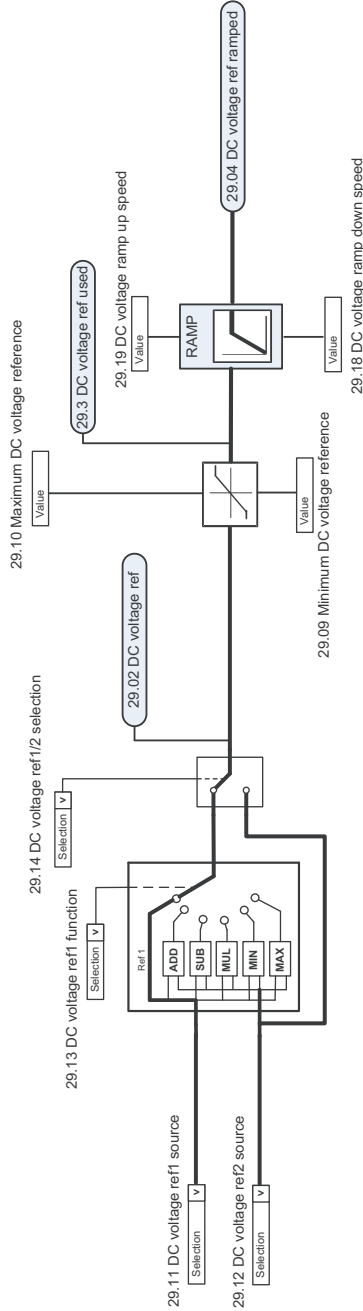 29.11 DC voltage ref1 source
Selection v
29.12 DC voltage ref2 source
Selection v
29.13 DC voltage ref1 function
Selection v
Ref 1
ADD
SUB
MUL
MIN
MAX
29.14 DC voltage ref1/2 selection
Selection v
29.02 DC voltage ref
29.10 Maximum DC voltage reference
Value
Value
29.09 Minimum DC voltage reference
29.3 DC voltage ref used
29.19 DC voltage ramp up speed
Value
RAMP
Value
29.18 DC voltage ramp down speed
29.04 DC voltage ref ramped